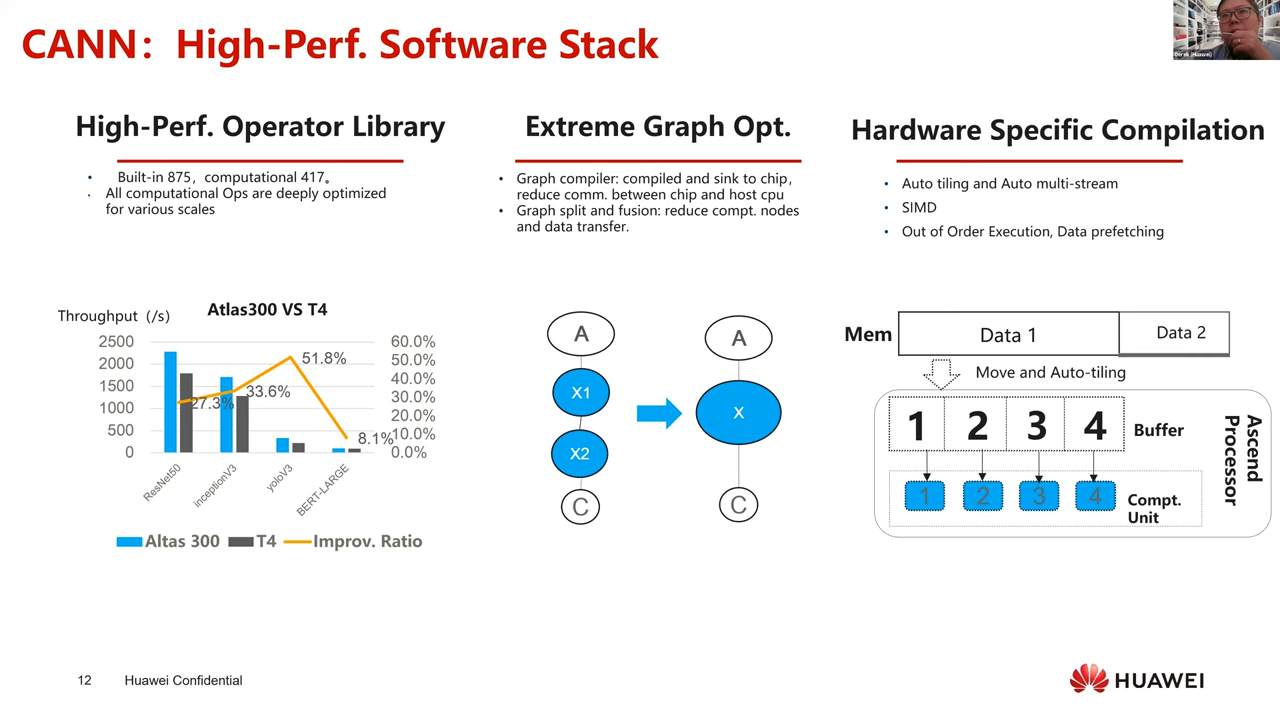 CANN：High-Perf. Software Stack
Derek (Huawei)
High-Perf. Operator Library
• Built-in 875，computational 417。
• All computational Ops are deeply optimized
for various scales
Throughput（/s）
Atlas300 VS T4
2500
2000
1500
1000
500
0
60.0%
50.0%
40.0%
30.0%
20.0%
10.0%
0.0%
27.3%
33.6%
51.8%
8.1%
ResNet50
inceptionV3
yoloV3
BERT-LARGE
Altas 300
T4
Improv. Ratio
Extreme Graph Opt.
• Graph compiler: compiled and sink to chip，
reduce comm. between chip and host cpu
• Graph split and fusion: reduce compt. nodes
and data transfer.
A
X1
X2
C
A
X
C
Hardware Specific Compilation
• Auto tiling and Auto multi-stream
• SIMD
• Out of Order Execution, Data prefetching
Mem
Data 1
Data 2
Move and Auto-tiling
1 2 3 4
Buffer
1 2 3 4
Compt.
Unit
Ascend
Processor
12
Huawei Confidential
HUAWEI